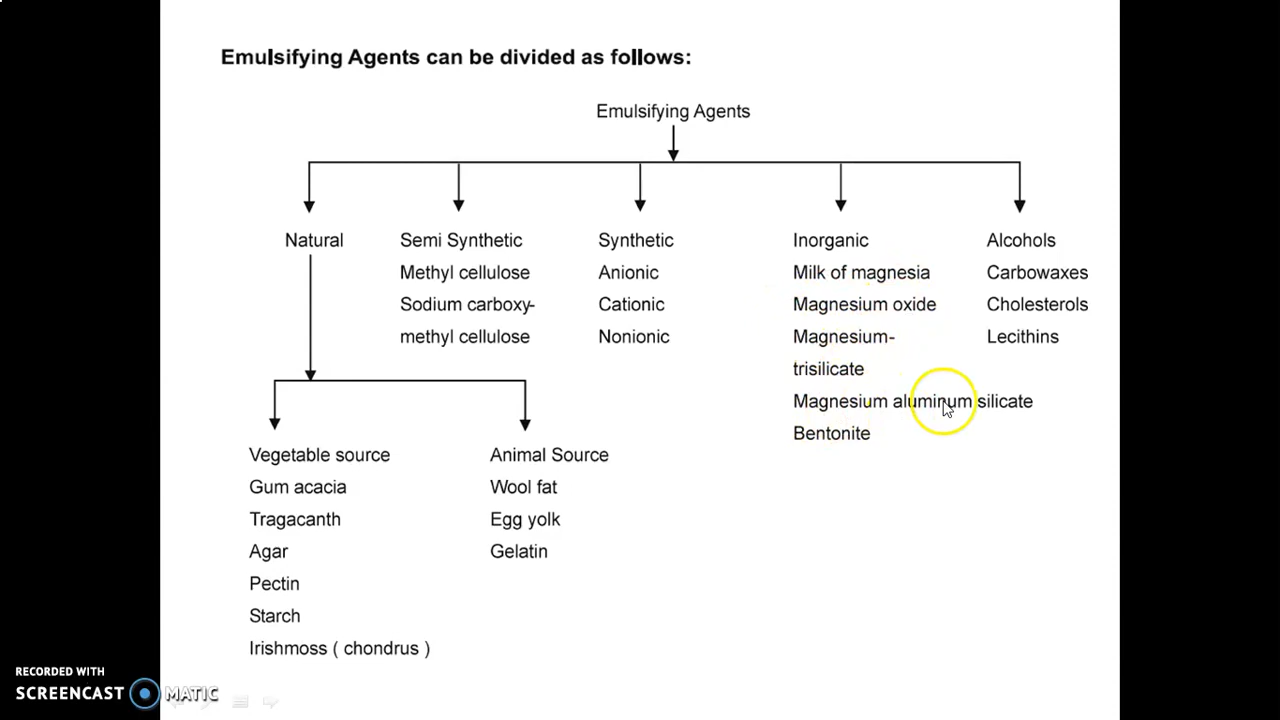 Emulsifying Agents can be divided as follows:
Emulsifying Agents
Natural
Semi Synthetic
Methyl cellulose
Sodium carboxy-
methyl cellulose
Synthetic
Anionic
Cationic
Nonionic
Inorganic
Milk of magnesia
Magnesium oxide
Magnesium-
trisilicate
Magnesium aluminum silicate
Bentonite
Alcohols
Carbowaxes
Cholesterols
Lecithins
Vegetable source
Gum acacia
Tragacanth
Agar
Pectin
Starch
Irishmoss ( chondrus )
Animal Source
Wool fat
Egg yolk
Gelatin
RECORDED WITH
SCREENCAST MATIC